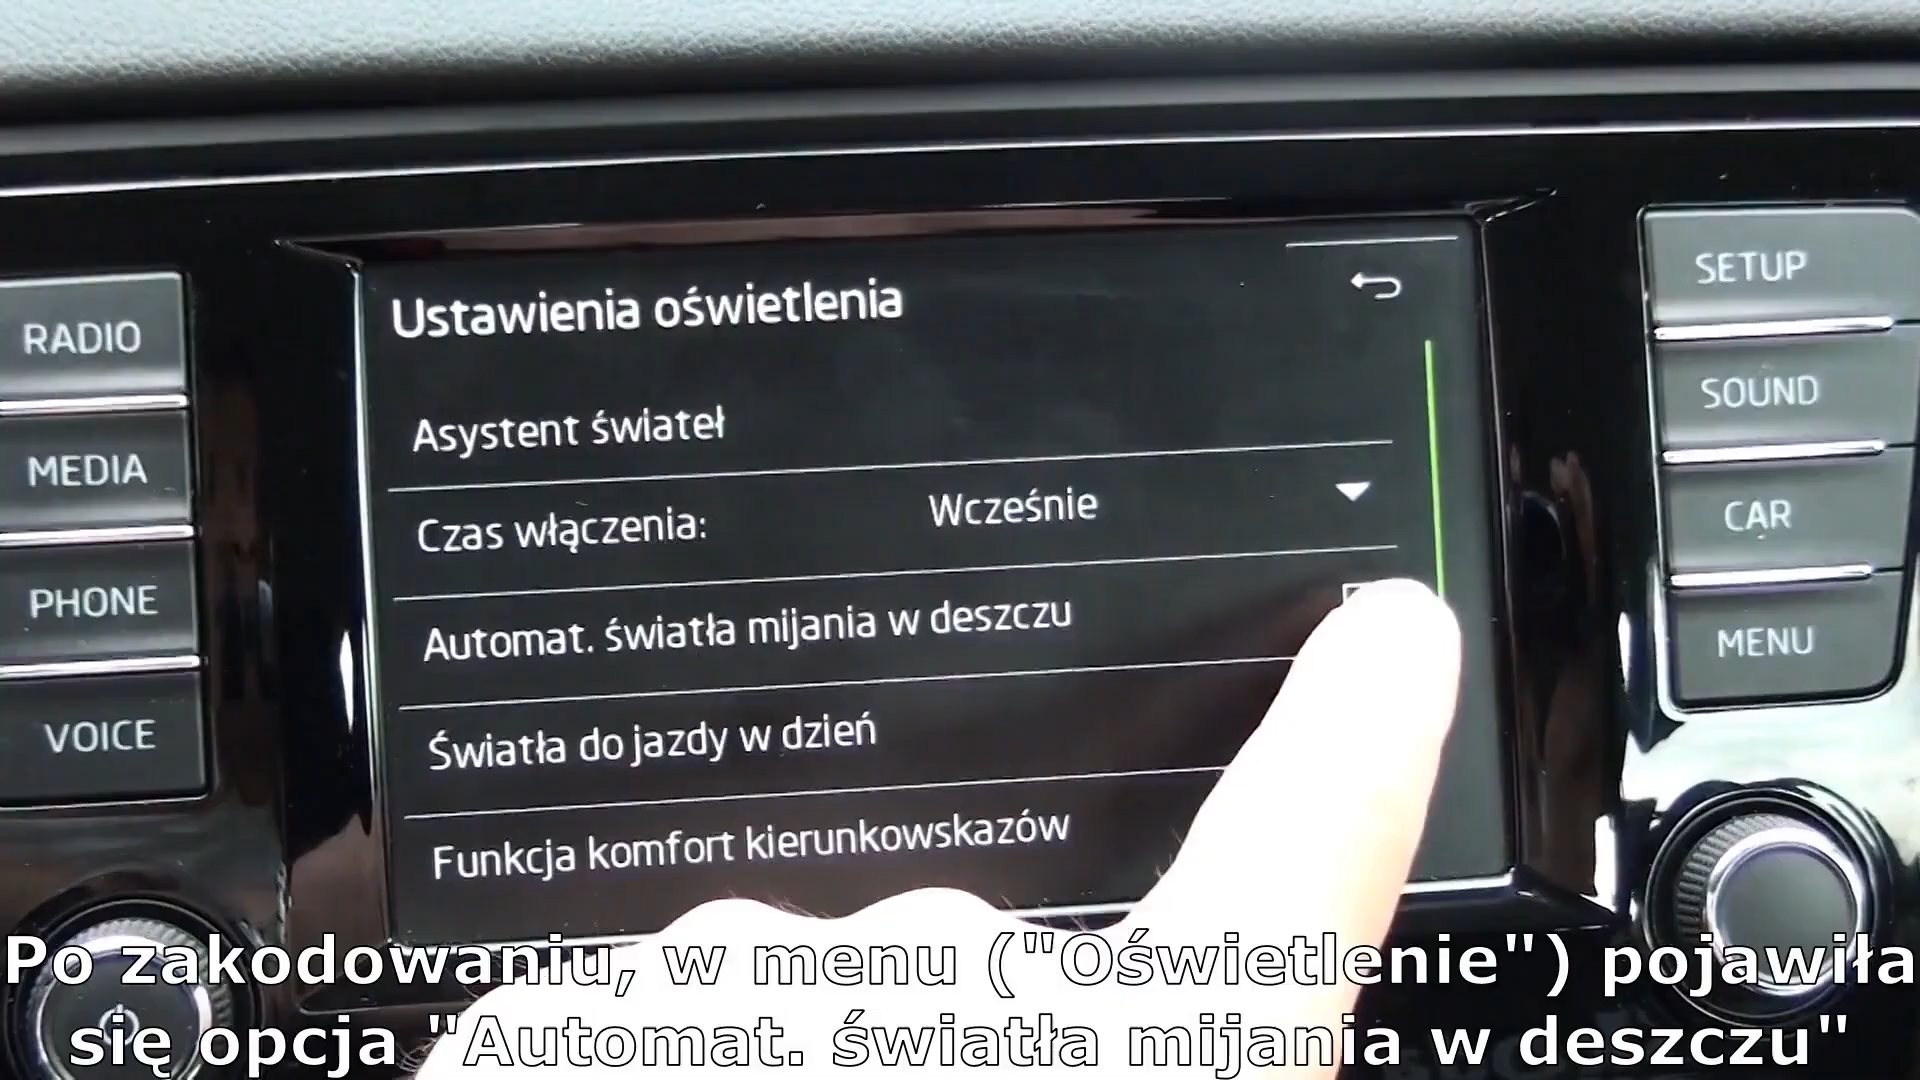 RADIO
MEDIA
PHONE
VOICE
Ustawienia oświetlenia
Asystent świateł
Czas włączenia: Wcześnie
Automat. światła mijania w deszczu
Światła do jazdy w dzień
Funkcja komfort kierunkowskazów
SETUP
SOUND
CAR
MENU
Po zakodowaniu, w menu ("Oświetlenie") pojawiła
się opcja "Automat. światła mijania w deszczu"